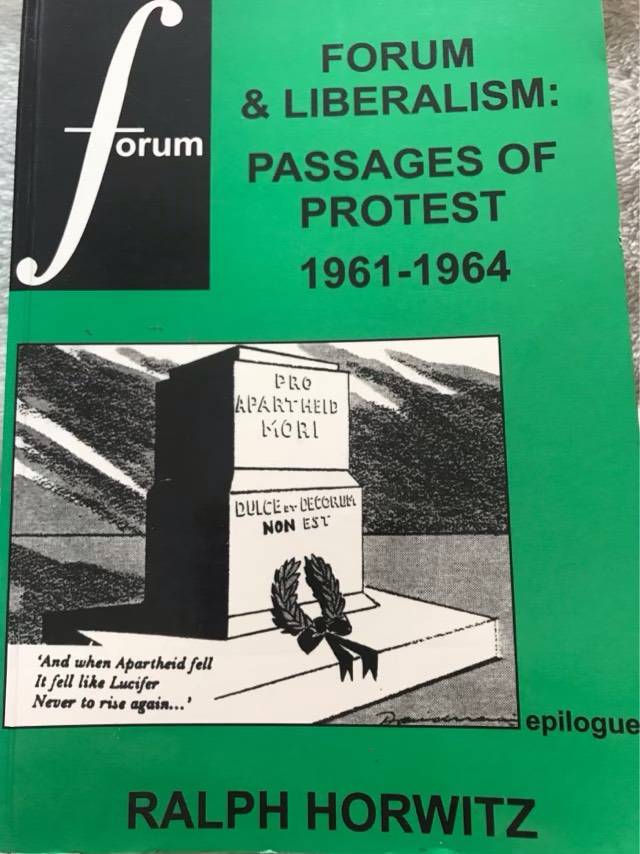 forum
FORUM
& LIBERALISM:
PASSAGES OF
PROTEST
1961-1964
PRO
APARTHEID
MORI
DULCE ET DECORUM
NON EST
'And when Apartheid fell
It fell like Lucifer
Never to rise again...'
epilogue
RALPH HORWITZ